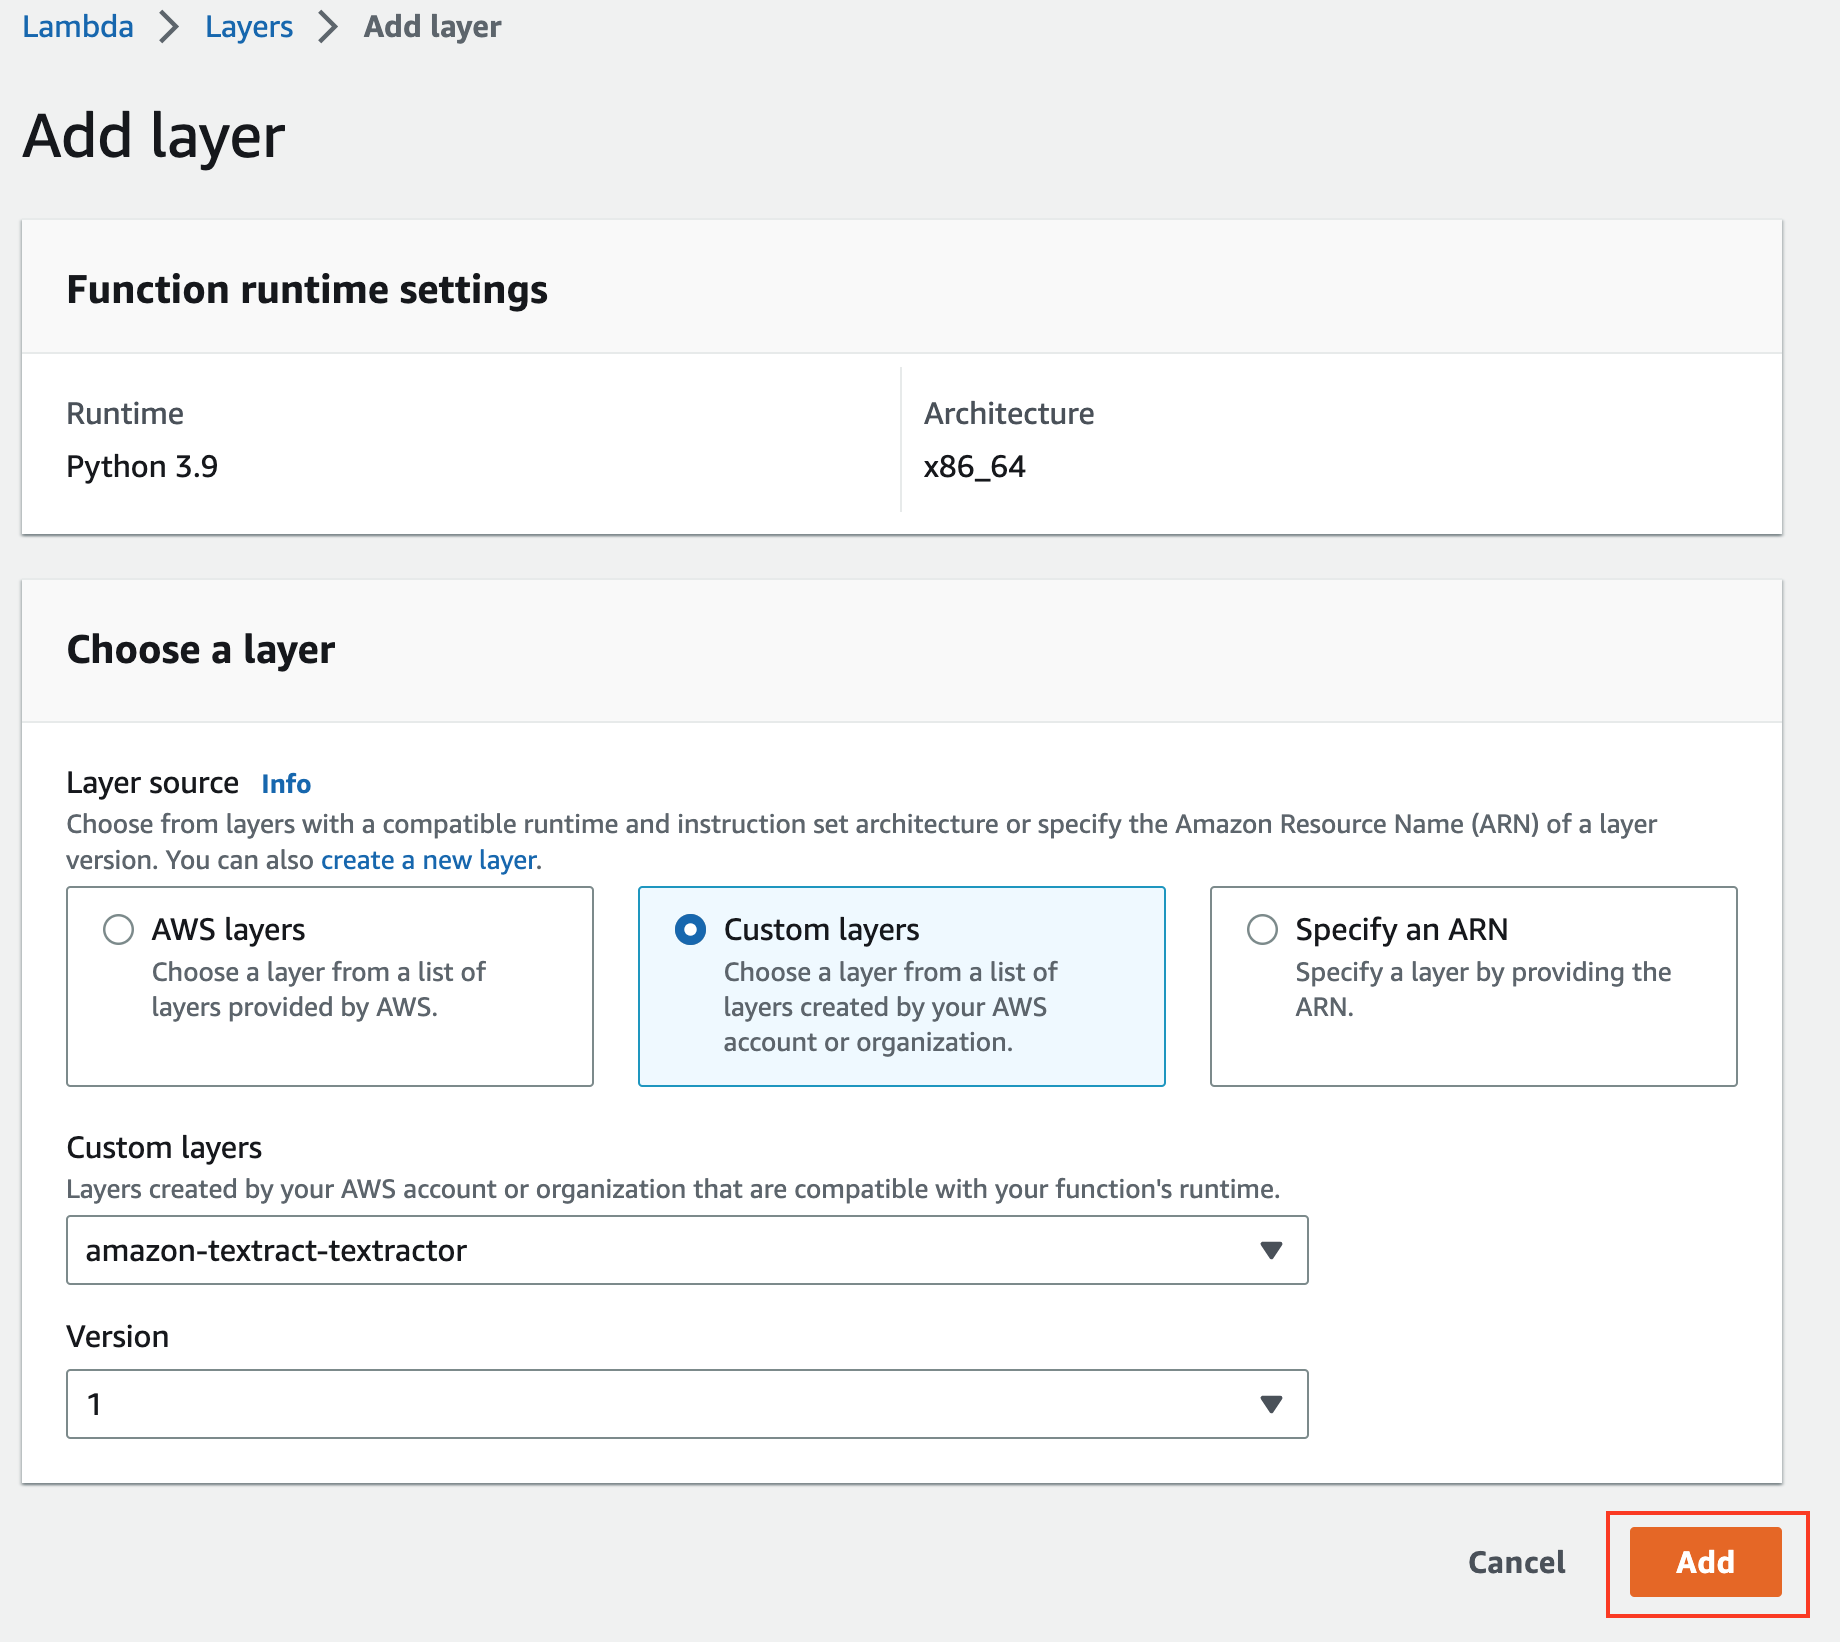 Lambda > Layers > Add layer
Add layer
Function runtime settings
Runtime
Python 3.9
Architecture
x86_64
Choose a layer
Layer source Info
Choose from layers with a compatible runtime and instruction set architecture or specify the Amazon Resource Name (ARN) of a layer
version. You can also create a new layer.
AWS layers
Choose a layer from a list of
layers provided by AWS.
Custom layers
Choose a layer from a list of
layers created by your AWS
account or organization.
Specify an ARN
Specify a layer by providing the
ARN.
Custom layers
Layers created by your AWS account or organization that are compatible with your function's runtime.
amazon-textract-textractor
Version
1
Cancel Add